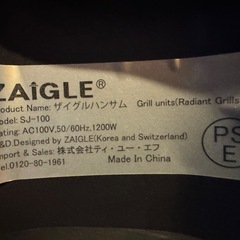 ZAiGLE®
Product Name: ザイグルハンサム Grill units(Radiant Grills)
Model: SJ-100
RATING: AC100V,50/60Hz,1200W
R&D.Designed by ZAIGLE(Korea and Switzerland)
Import & Sales: 株式会社ティ・ユー・エフ
Tel.0120-80-1961 Made In China
PS
E